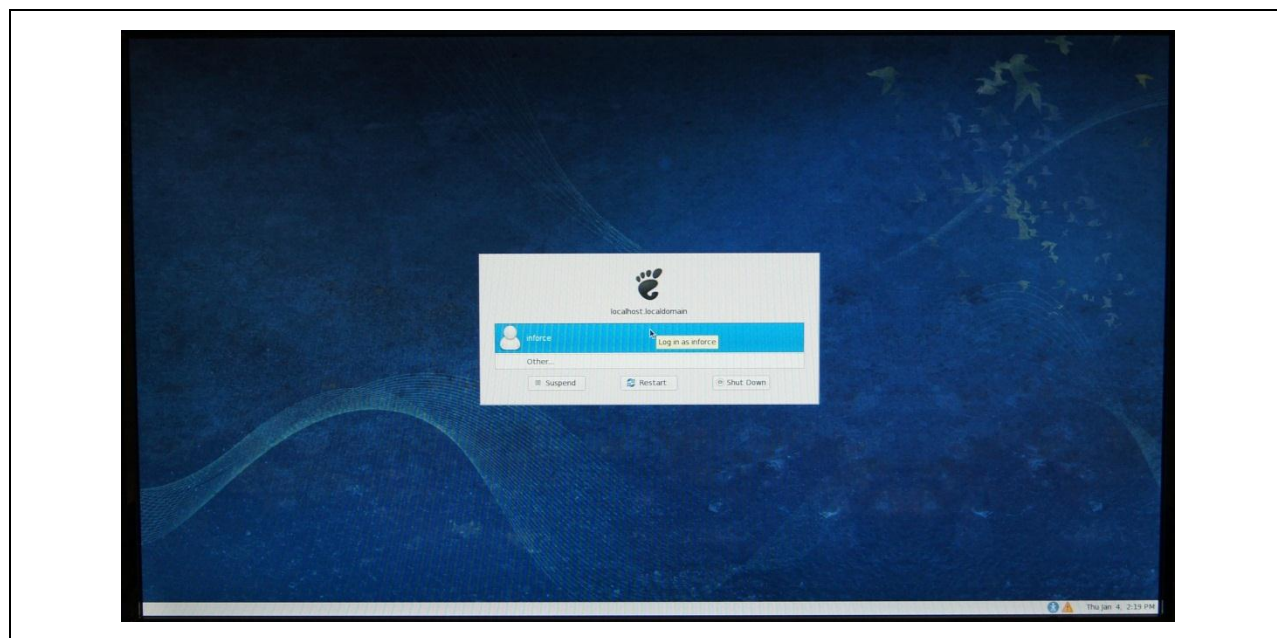 localhost.localdomain
inforce
Log in as inforce
Other...
Suspend Restart Shut Down
Thu Jan 4, 2:19 PM